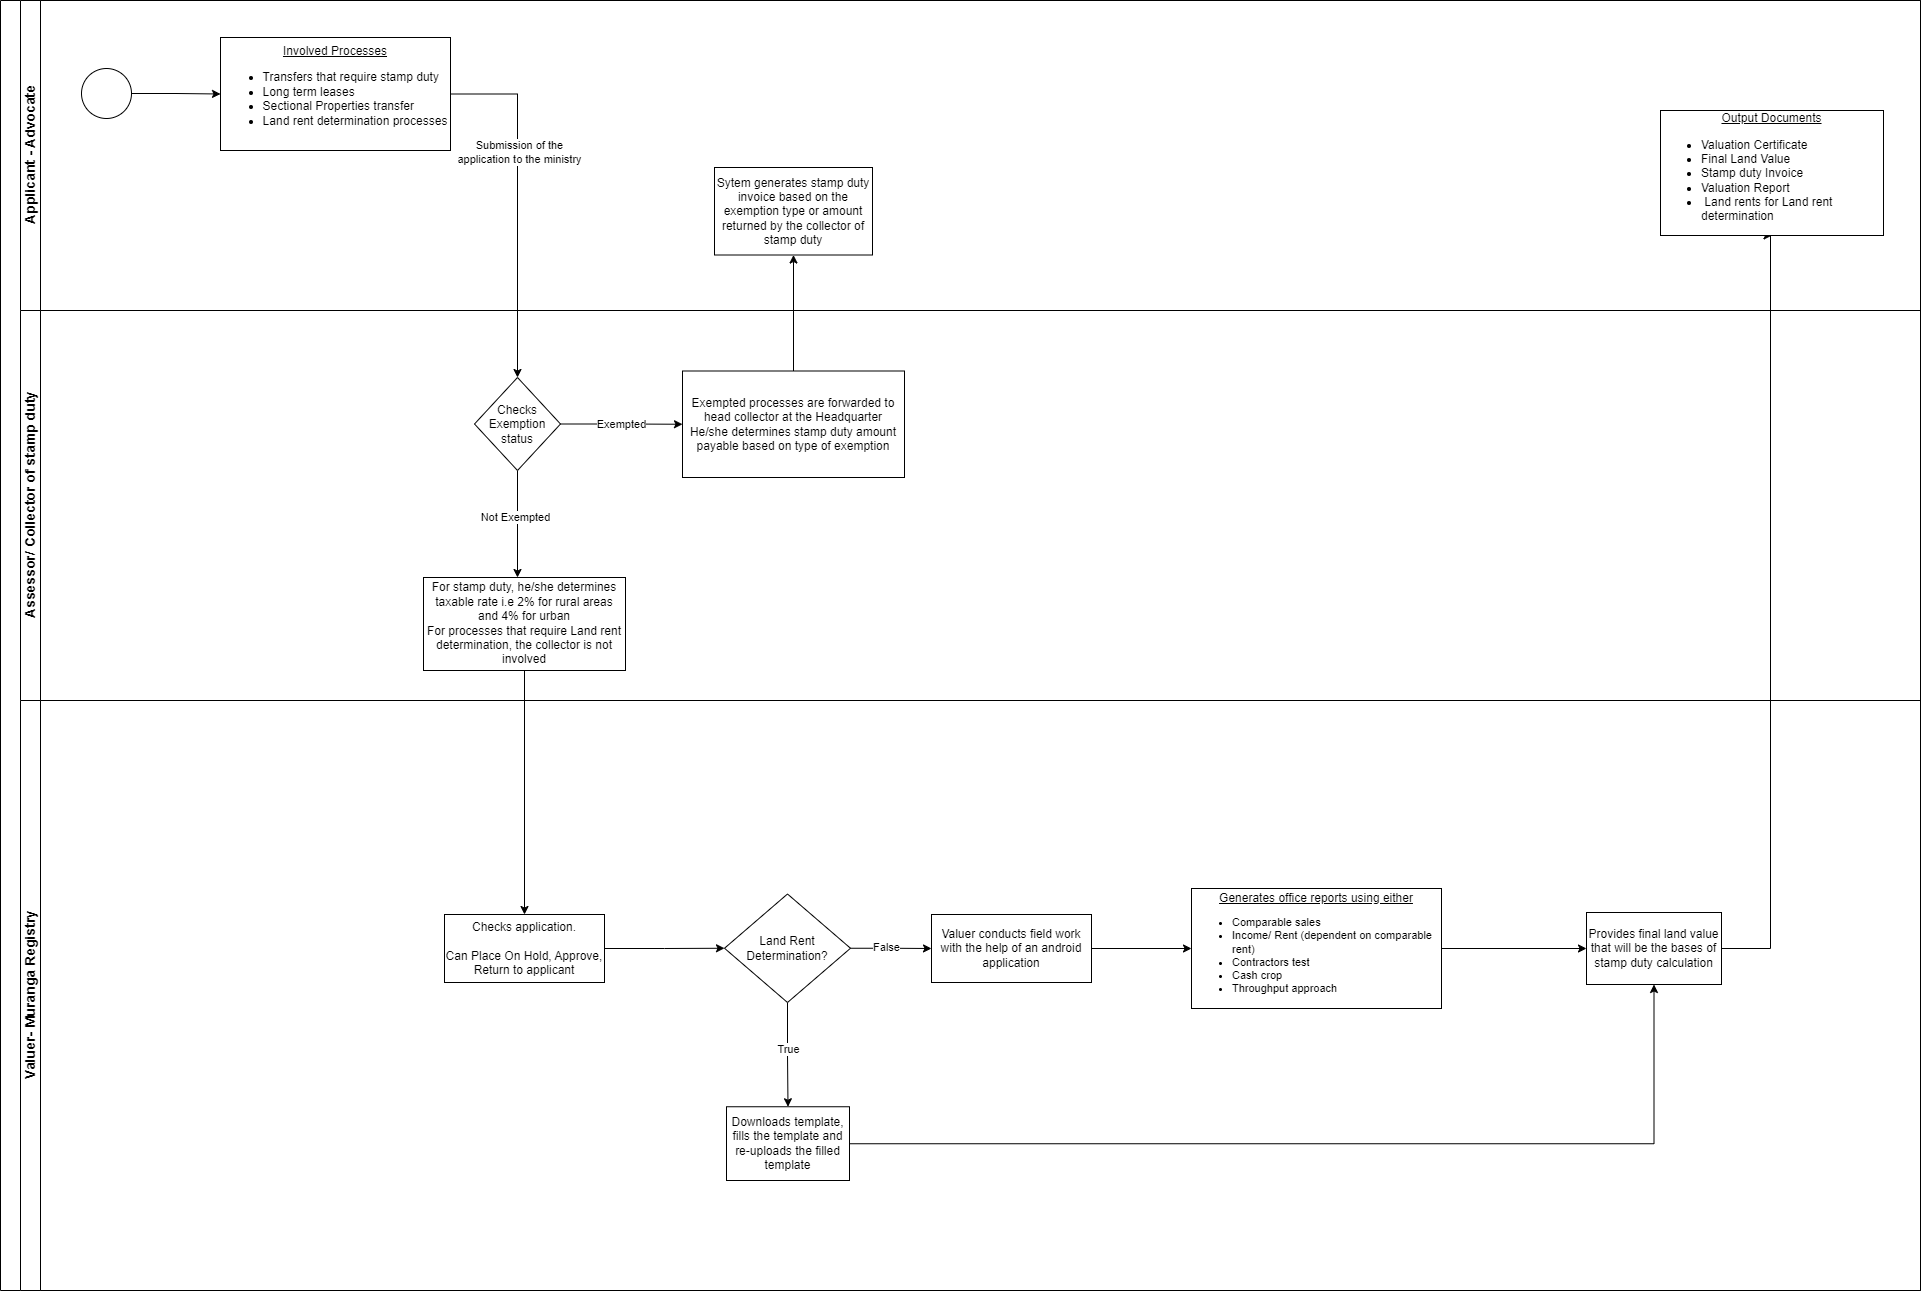 Applicant - Advocate
Involved Processes
Transfers that require stamp duty
Long term leases
Sectional Properties transfer
Land rent determination processes
Submission of the
application to the ministry
Sytem generates stamp duty
invoice based on the
exemption type or amount
returned by the collector of
stamp duty
Output Documents
Valuation Certificate
Final Land Value
Stamp duty Invoice
Valuation Report
Land rents for Land rent
determination
Assessor/ Collector of stamp duty
Checks
Exemption
status
Exempted
Exempted processes are forwarded to
head collector at the Headquarter
He/she determines stamp duty amount
payable based on type of exemption
Not Exempted
For stamp duty, he/she determines
taxable rate i.e 2% for rural areas
and 4% for urban
For processes that require Land rent
determination, the collector is not
involved
Valuer- Muranga Registry
Checks application.
Can Place On Hold, Approve,
Return to applicant
Land Rent
Determination?
False
Valuer conducts field work
with the help of an android
application
Generates office reports using either
Comparable sales
Income/ Rent (dependent on comparable
rent)
Contractors test
Cash crop
Throughput approach
Provides final land value
that will be the bases of
stamp duty calculation
True
Downloads template,
fills the template and
re-uploads the filled
template